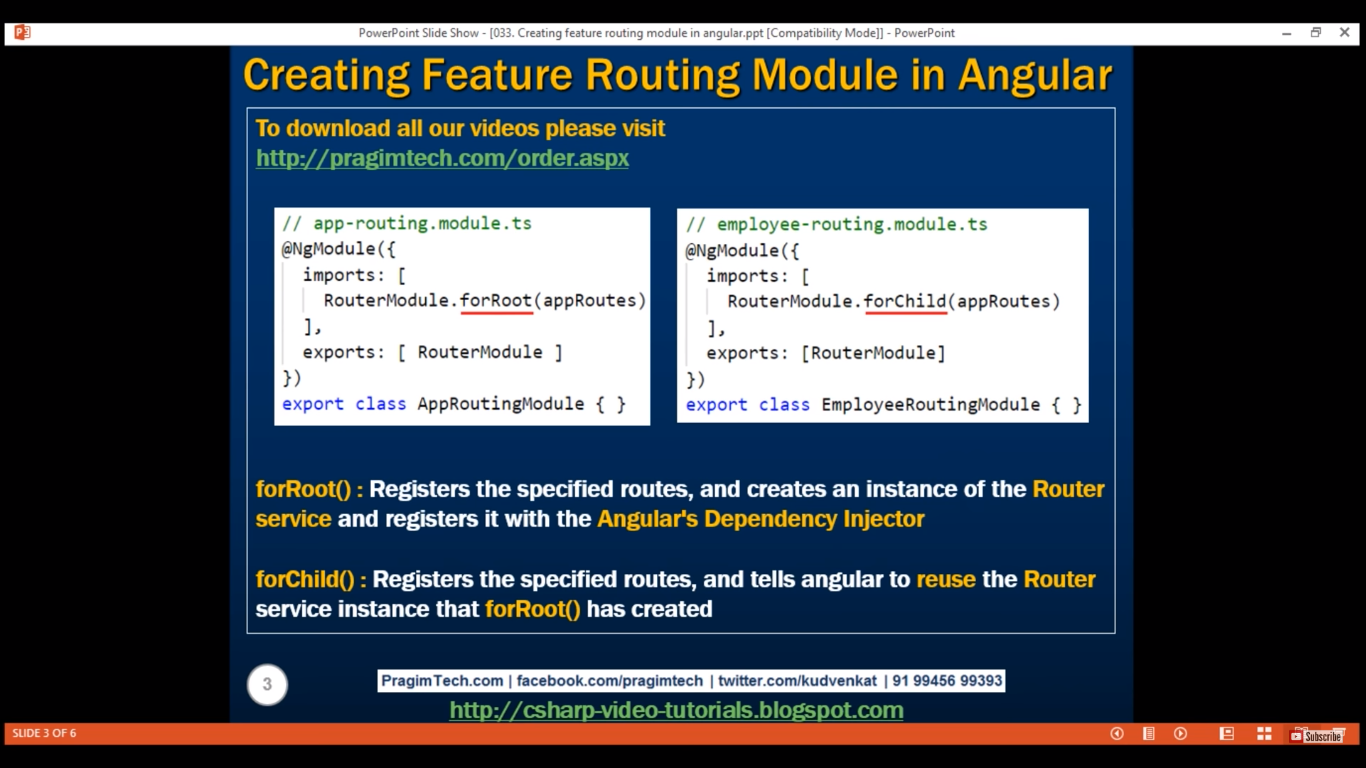 PowerPoint Slide Show - [033. Creating feature routing module in angular.ppt [Compatibility Mode]] - PowerPoint
Creating Feature Routing Module in Angular
To download all our videos please visit
http://pragimtech.com/order.aspx
// app-routing.module.ts
@NgModule({
imports: [
RouterModule.forRoot(appRoutes)
],
exports: [ RouterModule ]
})
export class AppRoutingModule { }
// employee-routing.module.ts
@NgModule({
imports: [
RouterModule.forChild(appRoutes)
],
exports: [RouterModule]
})
export class EmployeeRoutingModule { }
forRoot() : Registers the specified routes, and creates an instance of the Router
service and registers it with the Angular's Dependency Injector
forChild() : Registers the specified routes, and tells angular to reuse the Router
service instance that forRoot() has created
3
PragimTech.com | facebook.com/pragimtech | twitter.com/kudvenkat | 91 99456 99393
http://csharp-video-tutorials.blogspot.com
SLIDE 3 OF 6
Subscribe